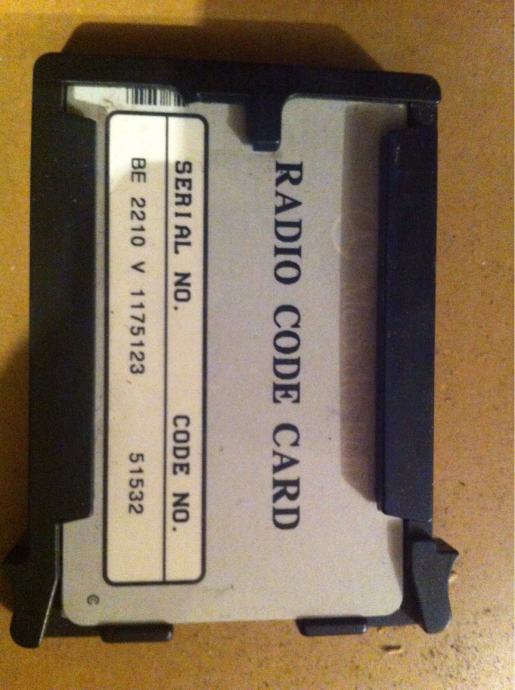 RADIO CODE CARD
SERIAL NO. CODE NO.
BE 2210 V 1175123 51532
C